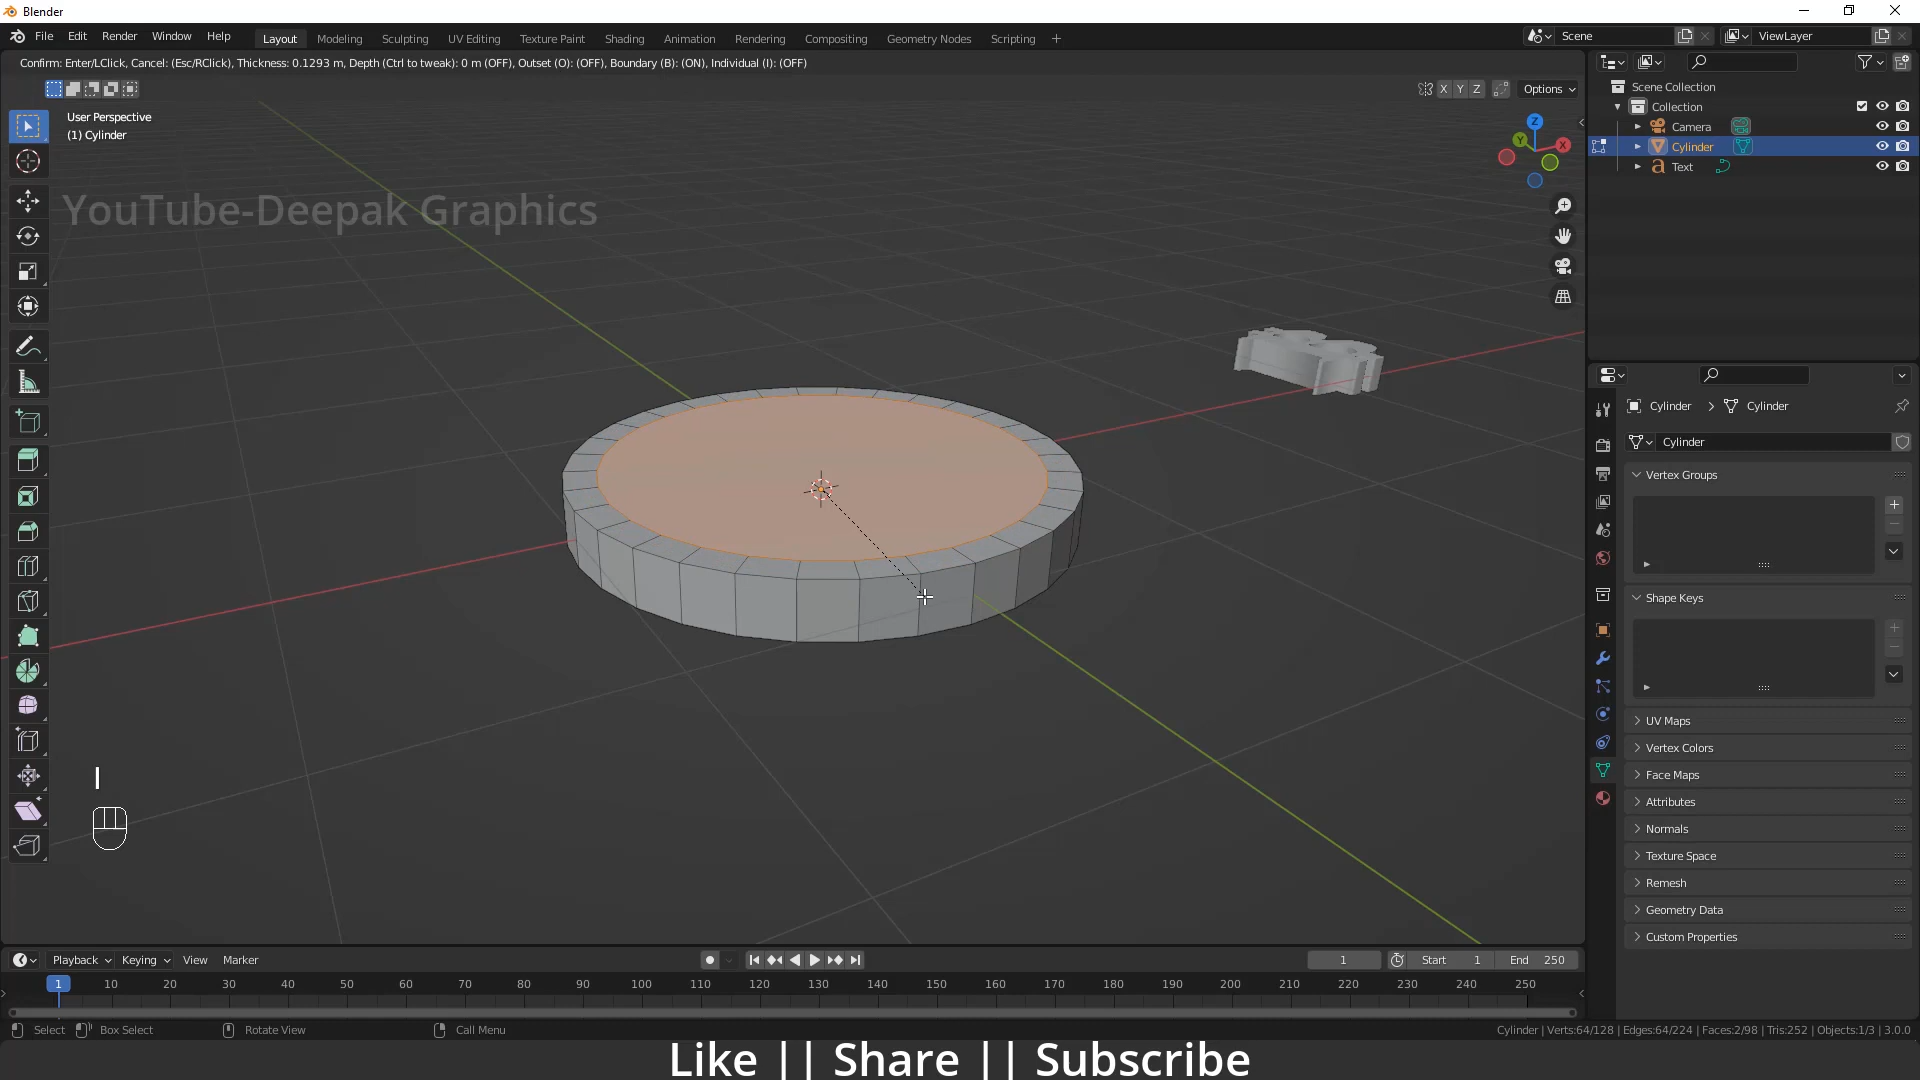 Blender
File Edit Render Window Help
Layout Modeling Sculpting UV Editing Texture Paint Shading Animation Rendering Compositing Geometry Nodes Scripting +
Scene
ViewLayer
Confirm: Enter/LClick, Cancel: (Esc/RClick), Thickness: 0.1293 m, Depth (Ctrl to tweak): 0 m (OFF), Outset (O): (OFF), Boundary (B): (ON), Individual (I): (OFF)
X Y Z Options
User Perspective
(1) Cylinder
YouTube-Deepak Graphics
Z
Y
X
I
Scene Collection
Collection
Camera
Cylinder
Text
Cylinder > Cylinder
Cylinder
Vertex Groups
Shape Keys
UV Maps
Vertex Colors
Face Maps
Attributes
Normals
Texture Space
Remesh
Geometry Data
Custom Properties
Playback Keying View Marker
1 Start 1 End 250
1 10 20 30 40 50 60 70 80 90 100 110 120 130 140 150 160 170 180 190 200 210 220 230 240 250
Select Box Select Rotate View Call Menu
Cylinder | Verts:64/128 | Edges:64/224 | Faces:2/98 | Tris:252 | Objects:1/3 | 3.0.0
Like || Share || Subscribe